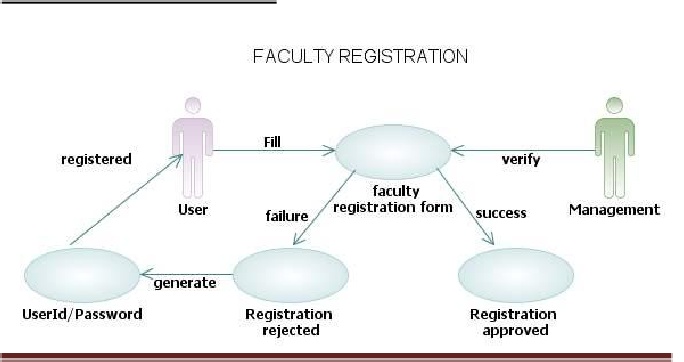 FACULTY REGISTRATION
registered
Fill
verify
User
faculty
registration form
Management
failure
success
generate
UserId/Password
Registration
rejected
Registration
approved